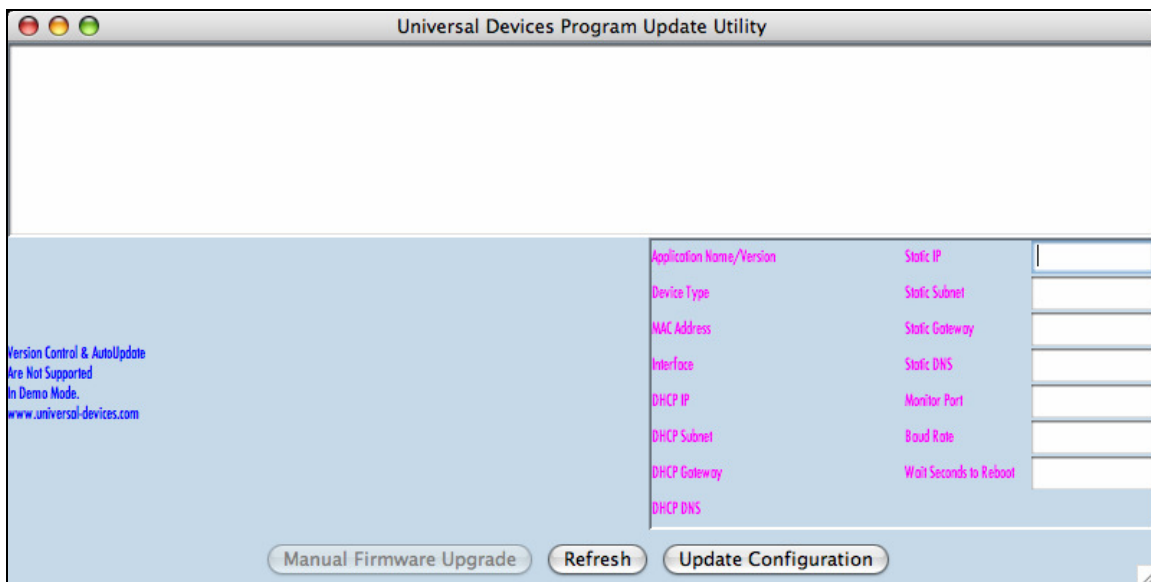 Universal Devices Program Update Utility
Application Name/Version
Static IP
Device Type
Static Subnet
MAC Address
Static Gateway
Interface
Static DNS
DHCP IP
Monitor Port
DHCP Subnet
Baud Rate
DHCP Gateway
Wait Seconds to Reboot
DHCP DNS
Version Control & AutoUpdate
Are Not Supported
In Demo Mode.
www.universal-devices.com
Manual Firmware Upgrade
Refresh
Update Configuration